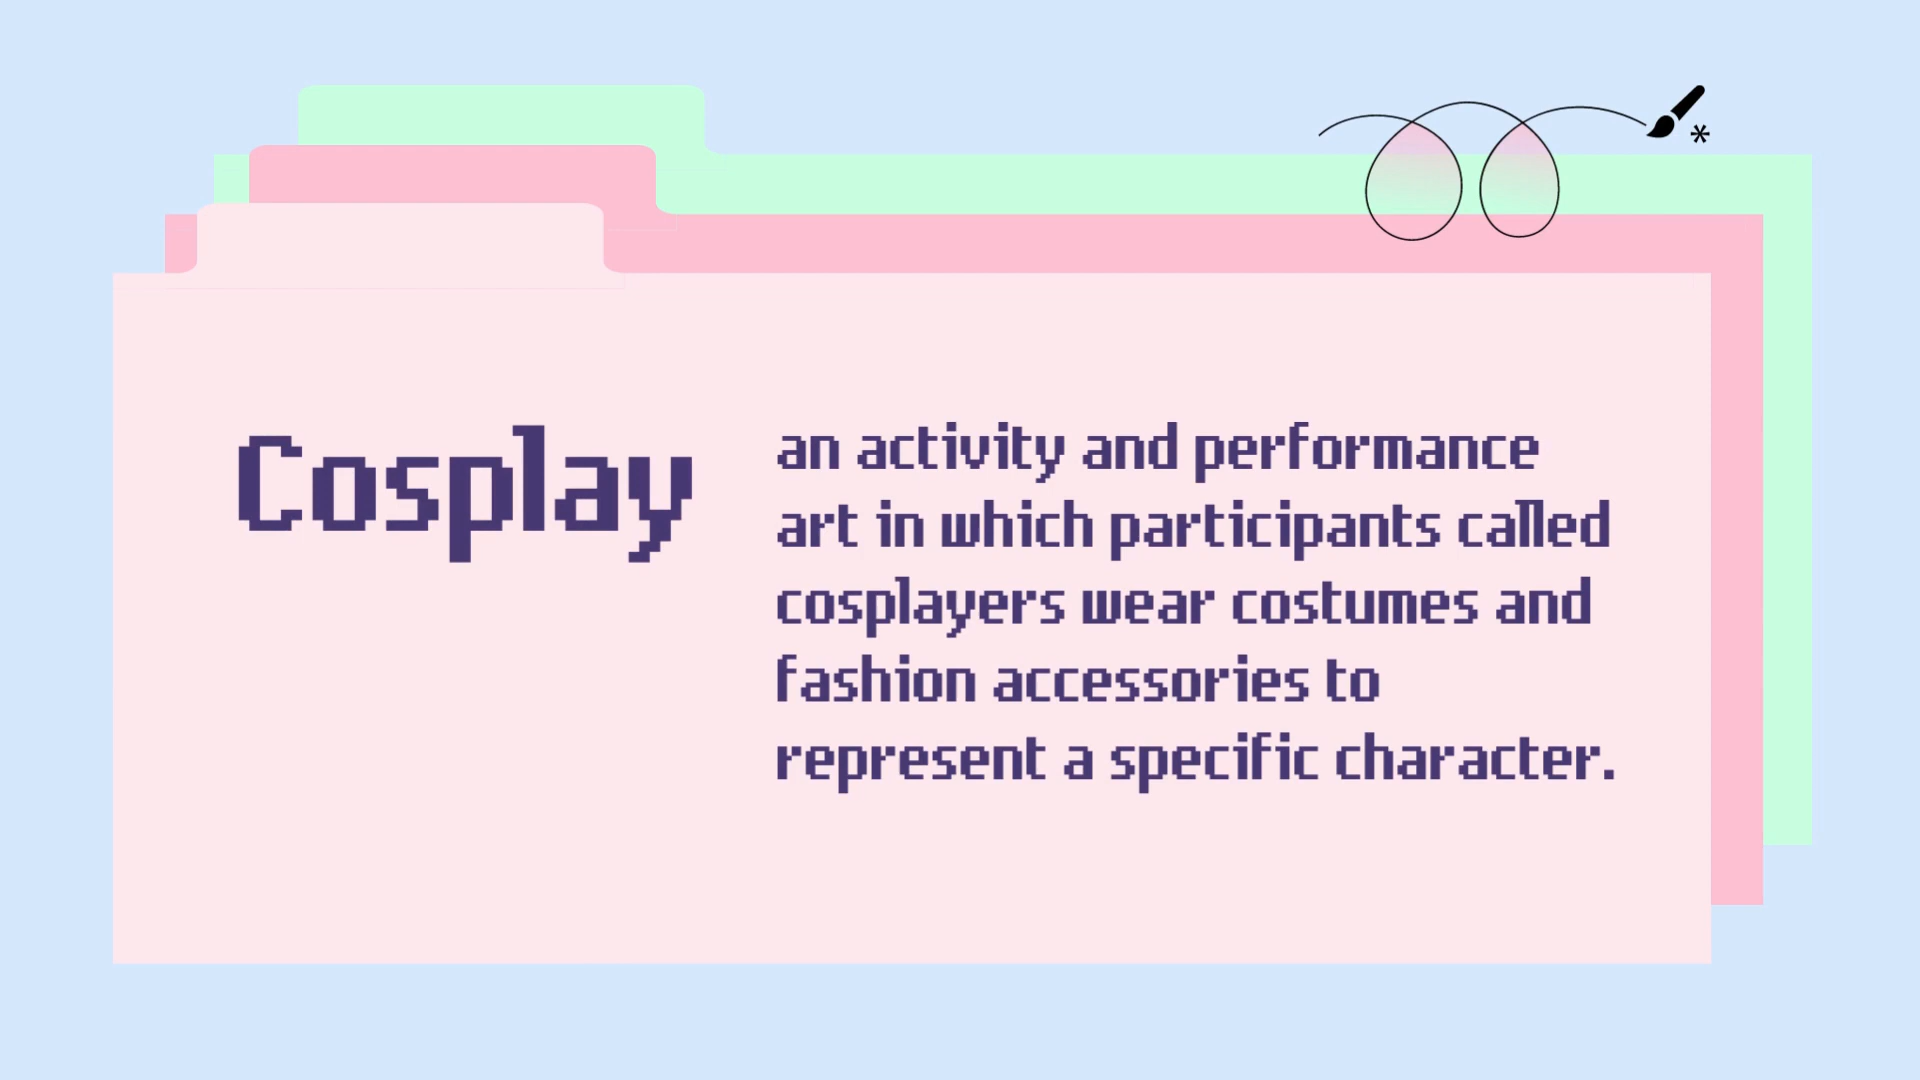 Cosplay
an activity and performance
art in which participants called
cosplayers wear costumes and
fashion accessories to
represent a specific character.